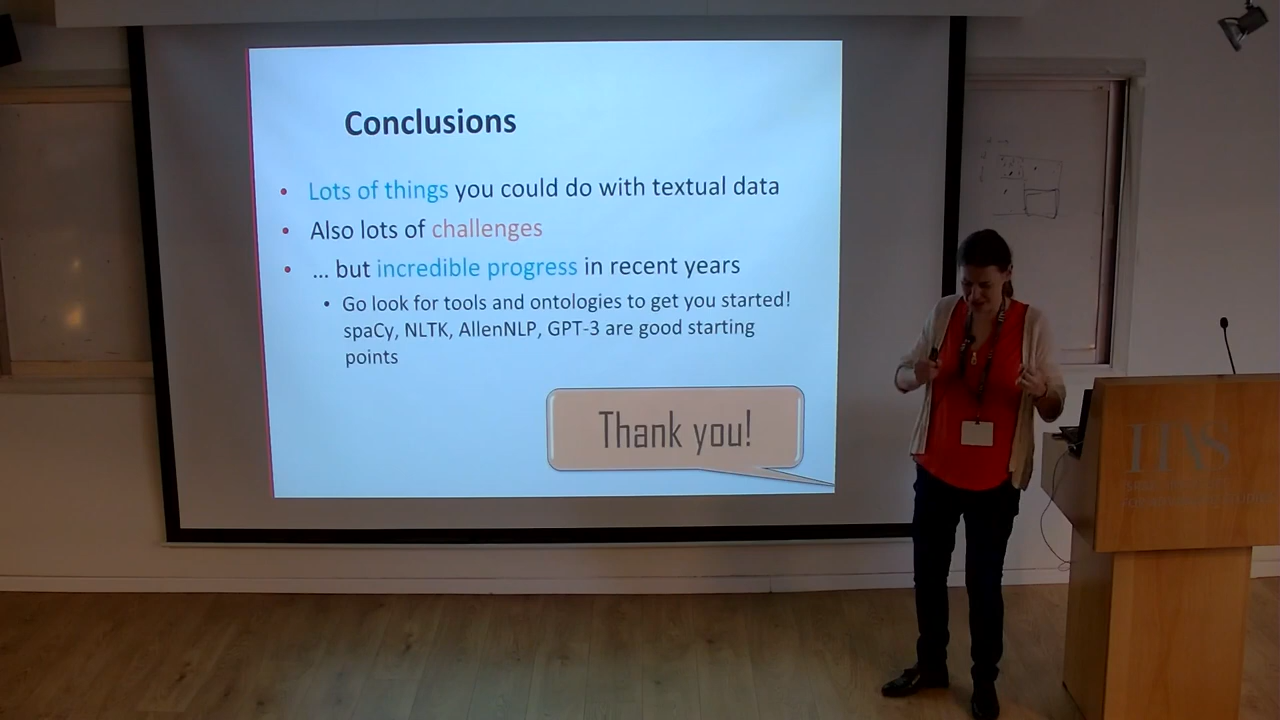 Conclusions
• Lots of things you could do with textual data
• Also lots of challenges
• ... but incredible progress in recent years
• Go look for tools and ontologies to get you started!
spaCy, NLTK, AllenNLP, GPT-3 are good starting
points
Thank you!